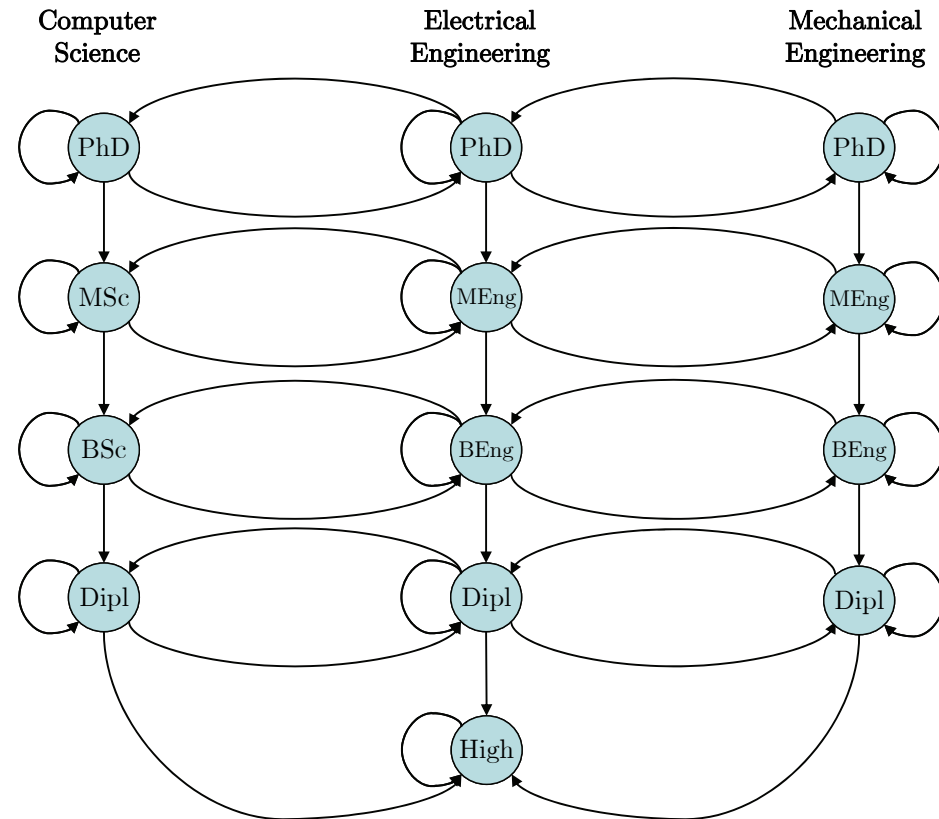 Computer
Science
Electrical
Engineering
Mechanical
Engineering
PhD
PhD
PhD
MSc
MEng
MEng
BSc
BEng
BEng
Dipl
Dipl
Dipl
High